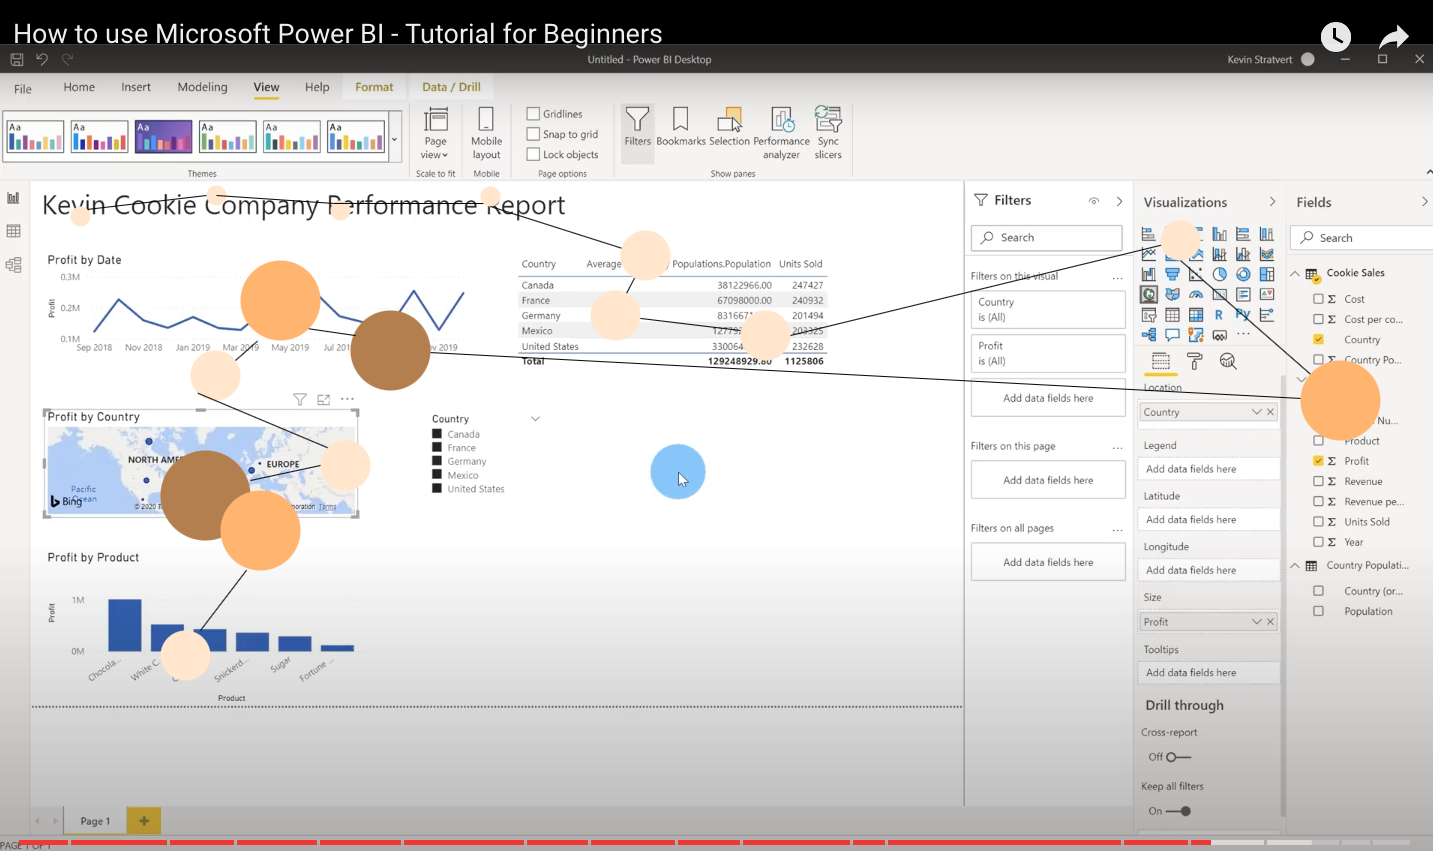 How to use Microsoft Power BI - Tutorial for Beginners
Untitled - Power BI Desktop
Kevin Stratvert
File Home Insert Modeling View Help Format Data / Drill
Aa Aa Aa Aa Aa Aa
Themes
Page view
Scale to fit
Mobile layout
Mobile
Gridlines
Snap to grid
Lock objects
Page options
Filters Bookmarks Selection Performance analyzer Sync slicers
Show panes
Kevin Cookie Company Performance Report
Profit by Date
Profit
0.3M
0.2M
0.1M
Sep 2018 Nov 2018 Jan 2019 Mar 2019 May 2019
Country Average Populations.Population Units Sold
Canada 38122966.00 247427
France 67098000.00 240932
Germany 201494
Mexico 203325
United States 232628
Total 129248929.80 1125806
Profit by Country
NORTH
EUROPE
Pacific
Ocean
Bing
© 2020
Terms
Country
Canada
France
Germany
Mexico
United States
Profit by Product
Profit
1M
0M
Chocola...
White C...
Snickerd...
Sugar
Fortune ...
Product
Filters
Search
Filters on this visual ...
Country
is (All)
Profit
is (All)
Add data fields here
Filters on this page ...
Add data fields here
Filters on all pages ...
Add data fields here
Visualizations
R Py
...
Location
Country
Legend
Add data fields here
Latitude
Add data fields here
Longitude
Add data fields here
Size
Profit
Tooltips
Add data fields here
Drill through
Cross-report
Off
Keep all filters
On
Fields
Search
Cookie Sales
Σ Cost
Σ Cost per co...
Country
Σ Country Po...
Nu...
Product
Σ Profit
Σ Revenue
Σ Revenue pe...
Σ Units Sold
Σ Year
Country Populati...
Country (or...
Population
Page 1
PAGE 1 OF 1